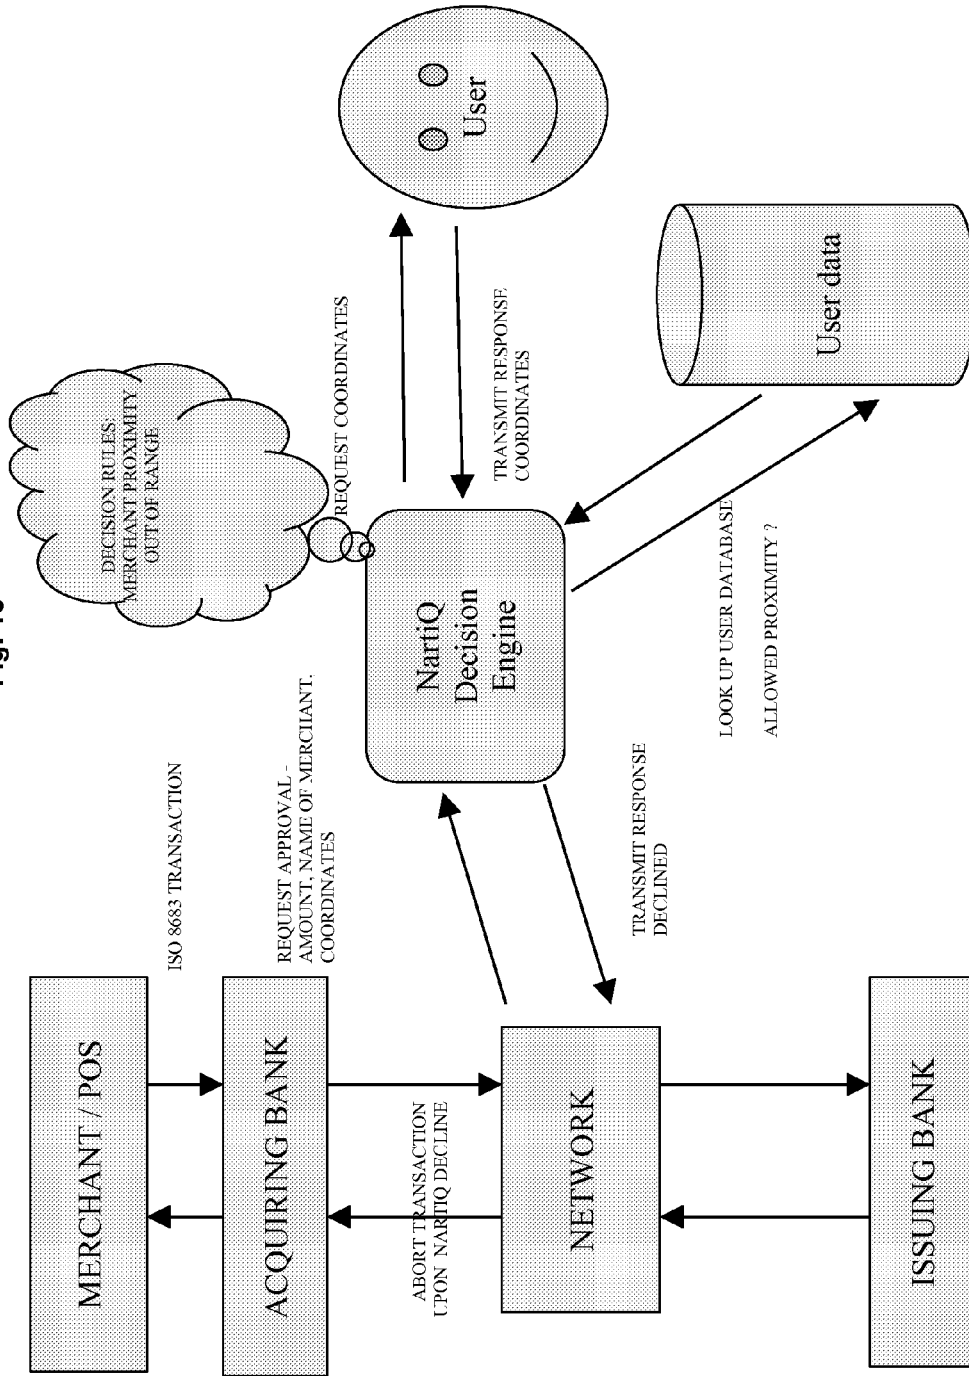 Fig.
MERCHANT / POS
ISO 8683 TRANSACTION
ACQUIRING BANK
REQUEST APPROVAL -
AMOUNT, NAME OF MERCHANT,
COORDINATES
DECISION RULES:
MERCHANT PROXIMITY
OUT OF RANGE
REQUEST COORDINATES
ABORT TRANSACTION
UPON NARTIQ DECLINE
NartiQ
Decision
Engine
User
TRANSMIT RESPONSE
COORDINATES
NETWORK
TRANSMIT RESPONSE
DECLINED
LOOK UP USER DATABASE
ALLOWED PROXIMITY ?
User data
ISSUING BANK